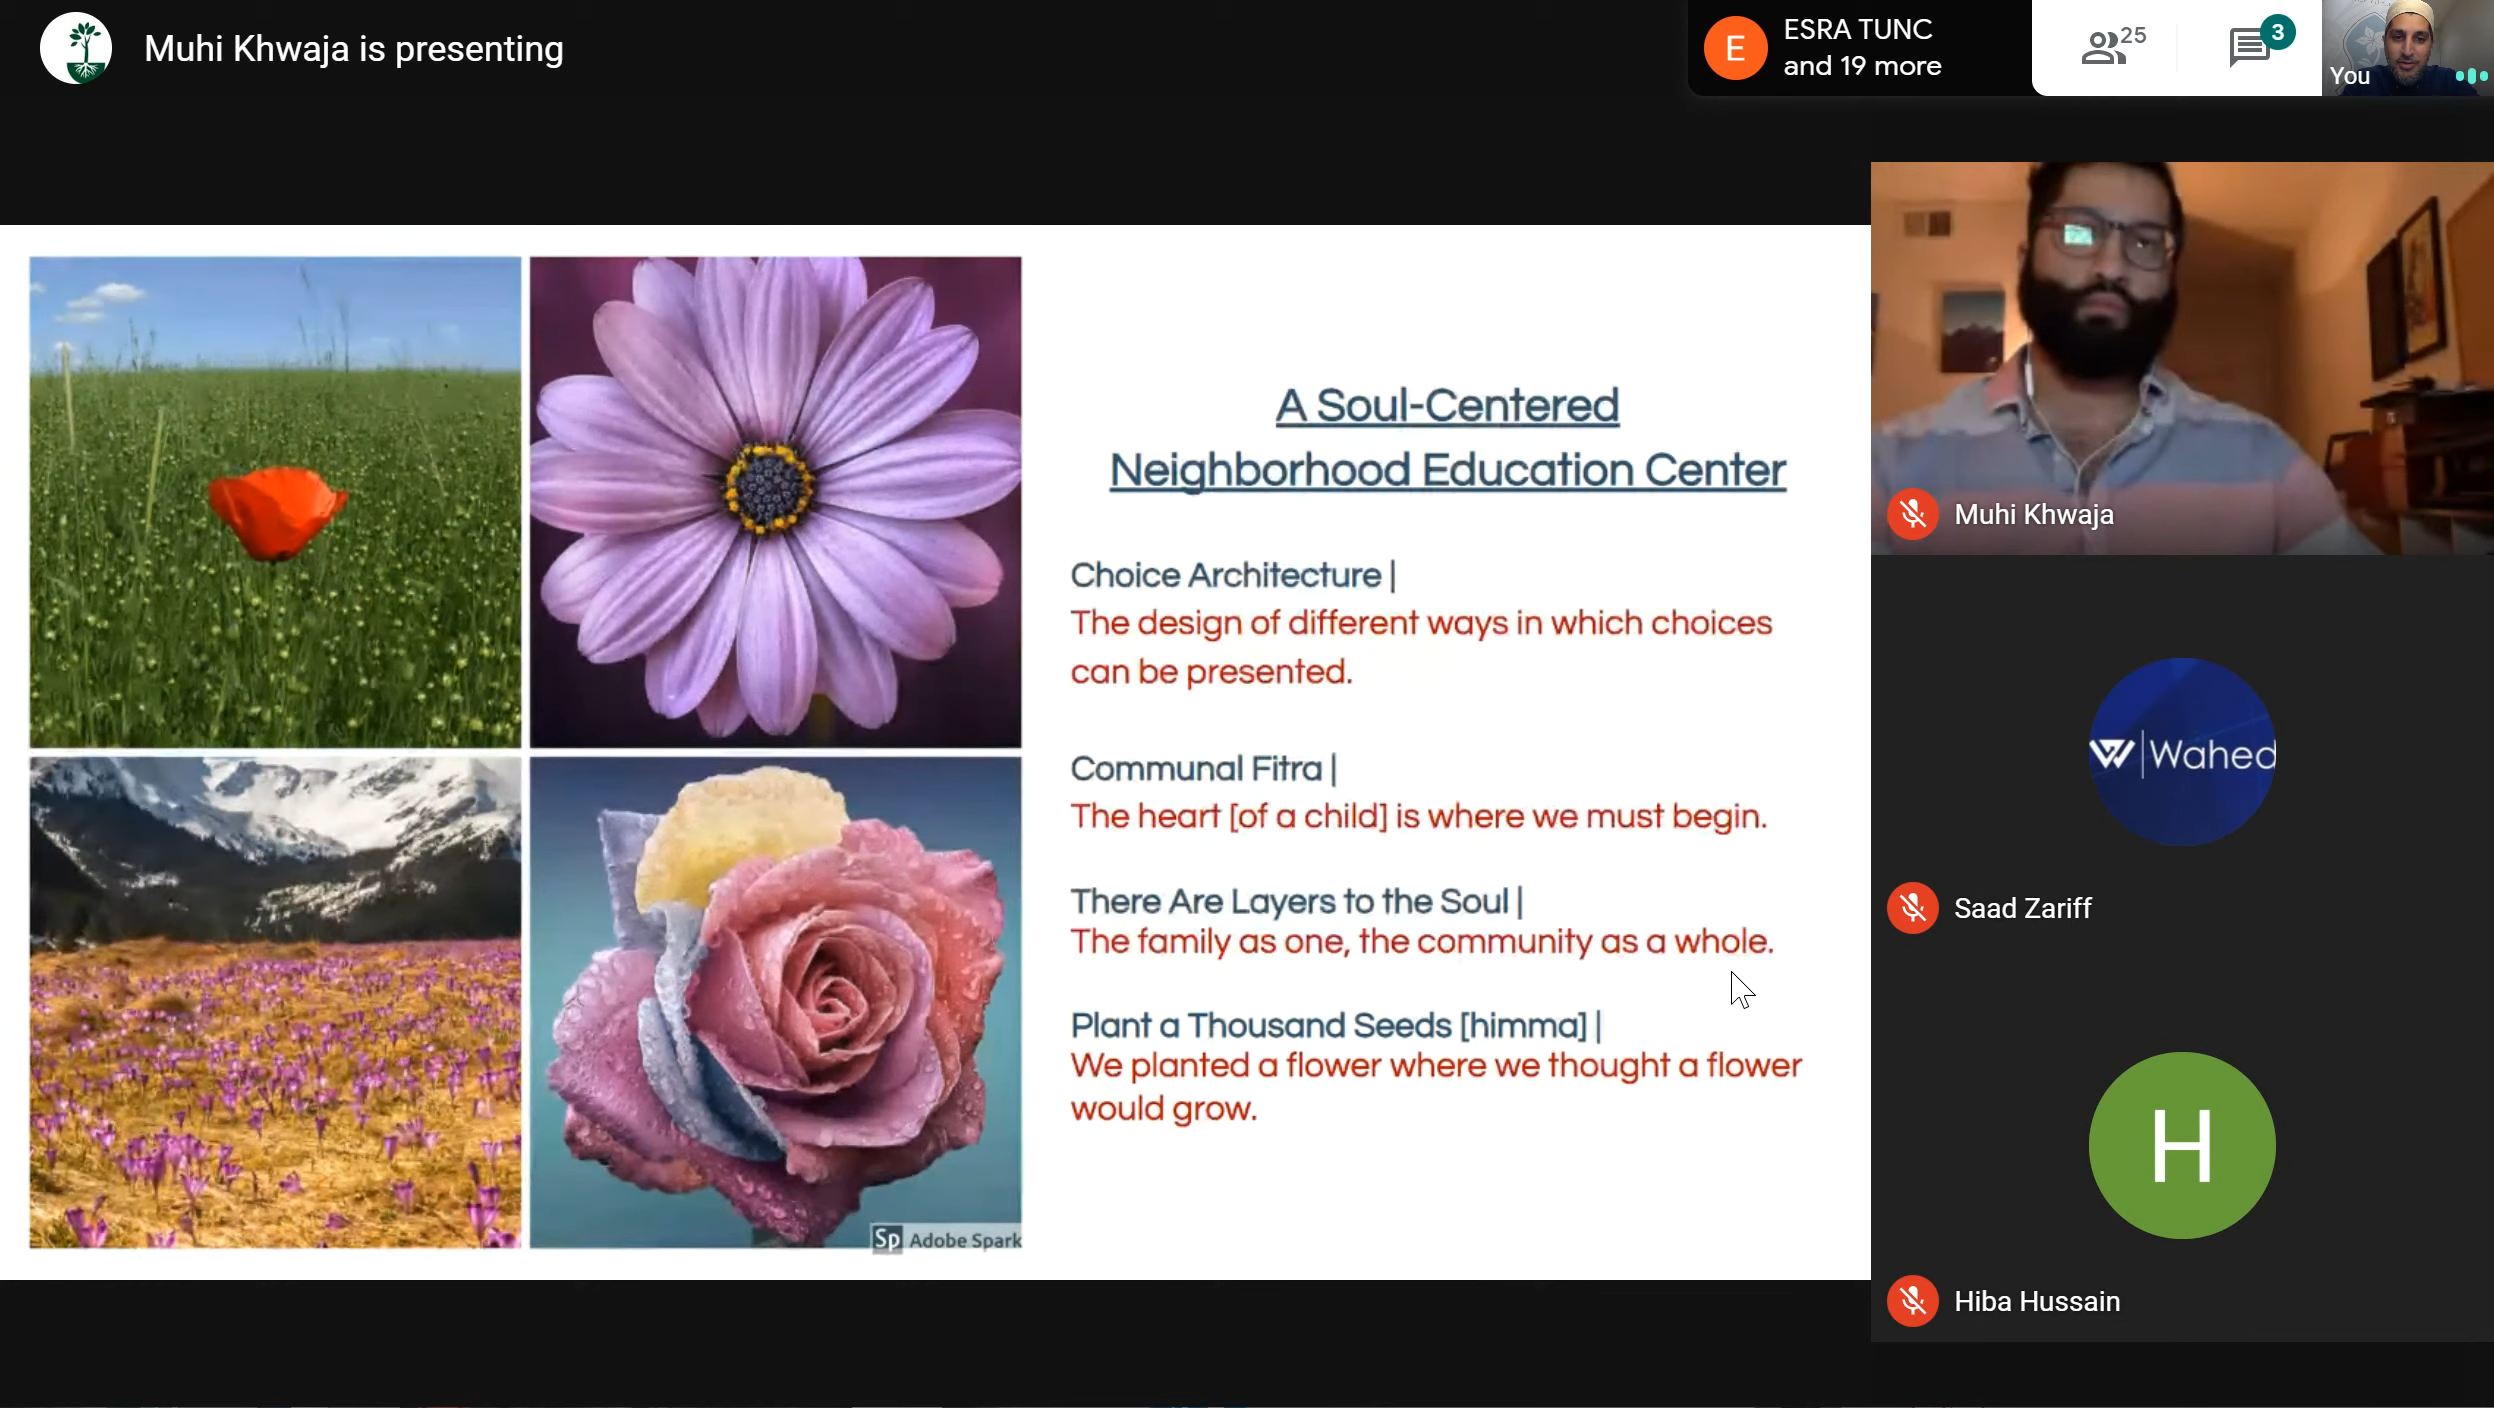 Muhi Khwaja is presenting
E
ESRA TUNC
and 19 more
25
3
You
A Soul-Centered
Neighborhood Education Center
Choice Architecture |
The design of different ways in which choices
can be presented.
Communal Fitra |
The heart [of a child] is where we must begin.
There Are Layers to the Soul |
The family as one, the community as a whole.
Plant a Thousand Seeds [himma] |
We planted a flower where we thought a flower
would grow.
Sp Adobe Spark
Muhi Khwaja
W Wahed
Saad Zariff
H
Hiba Hussain